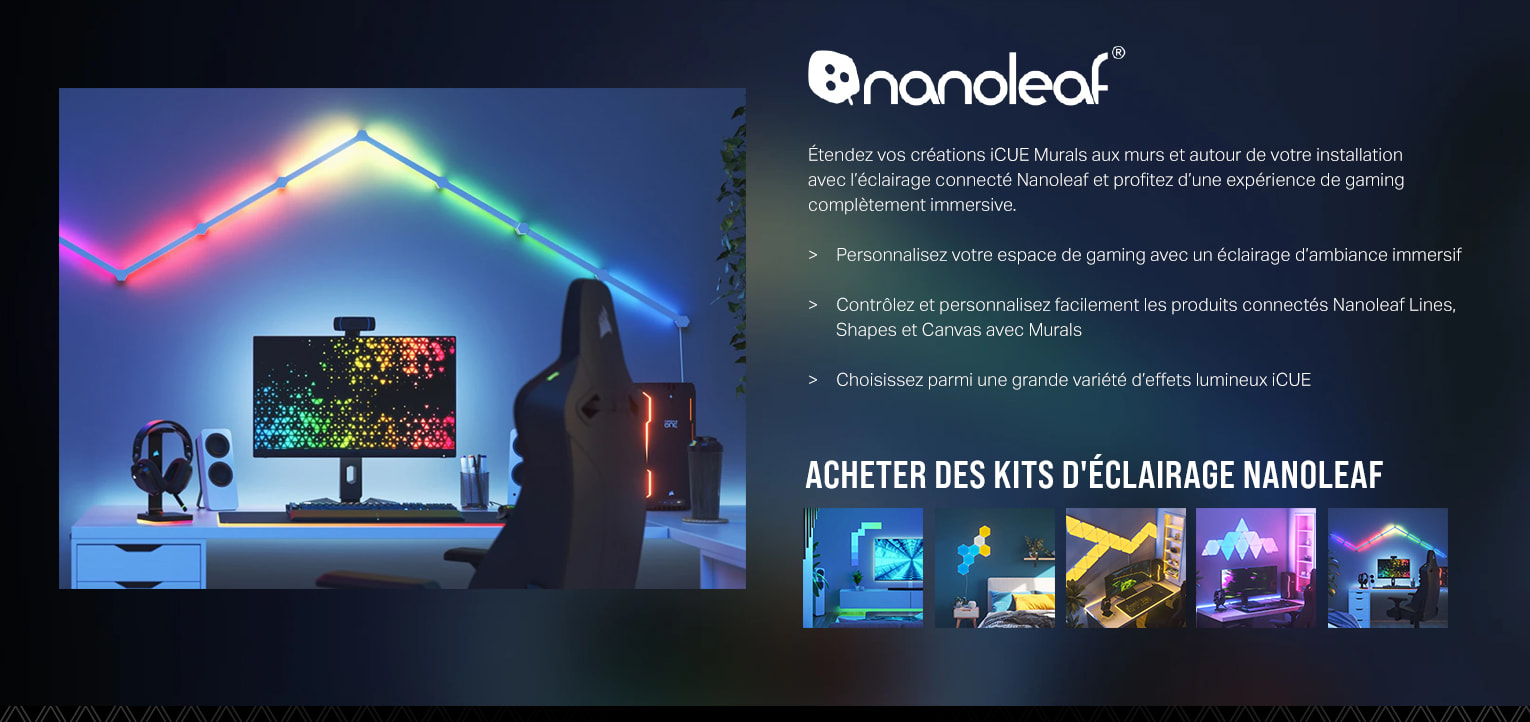 nanoleaf®
Étendez vos créations iCUE Murals aux murs et autour de votre installation
avec l’éclairage connecté Nanoleaf et profitez d’une expérience de gaming
complètement immersive.
> Personnalisez votre espace de gaming avec un éclairage d’ambiance immersif
> Contrôlez et personnalisez facilement les produits connectés Nanoleaf Lines,
Shapes et Canvas avec Murals
> Choisissez parmi une grande variété d’effets lumineux iCUE
ACHETER DES KITS D'ÉCLAIRAGE NANOLEAF